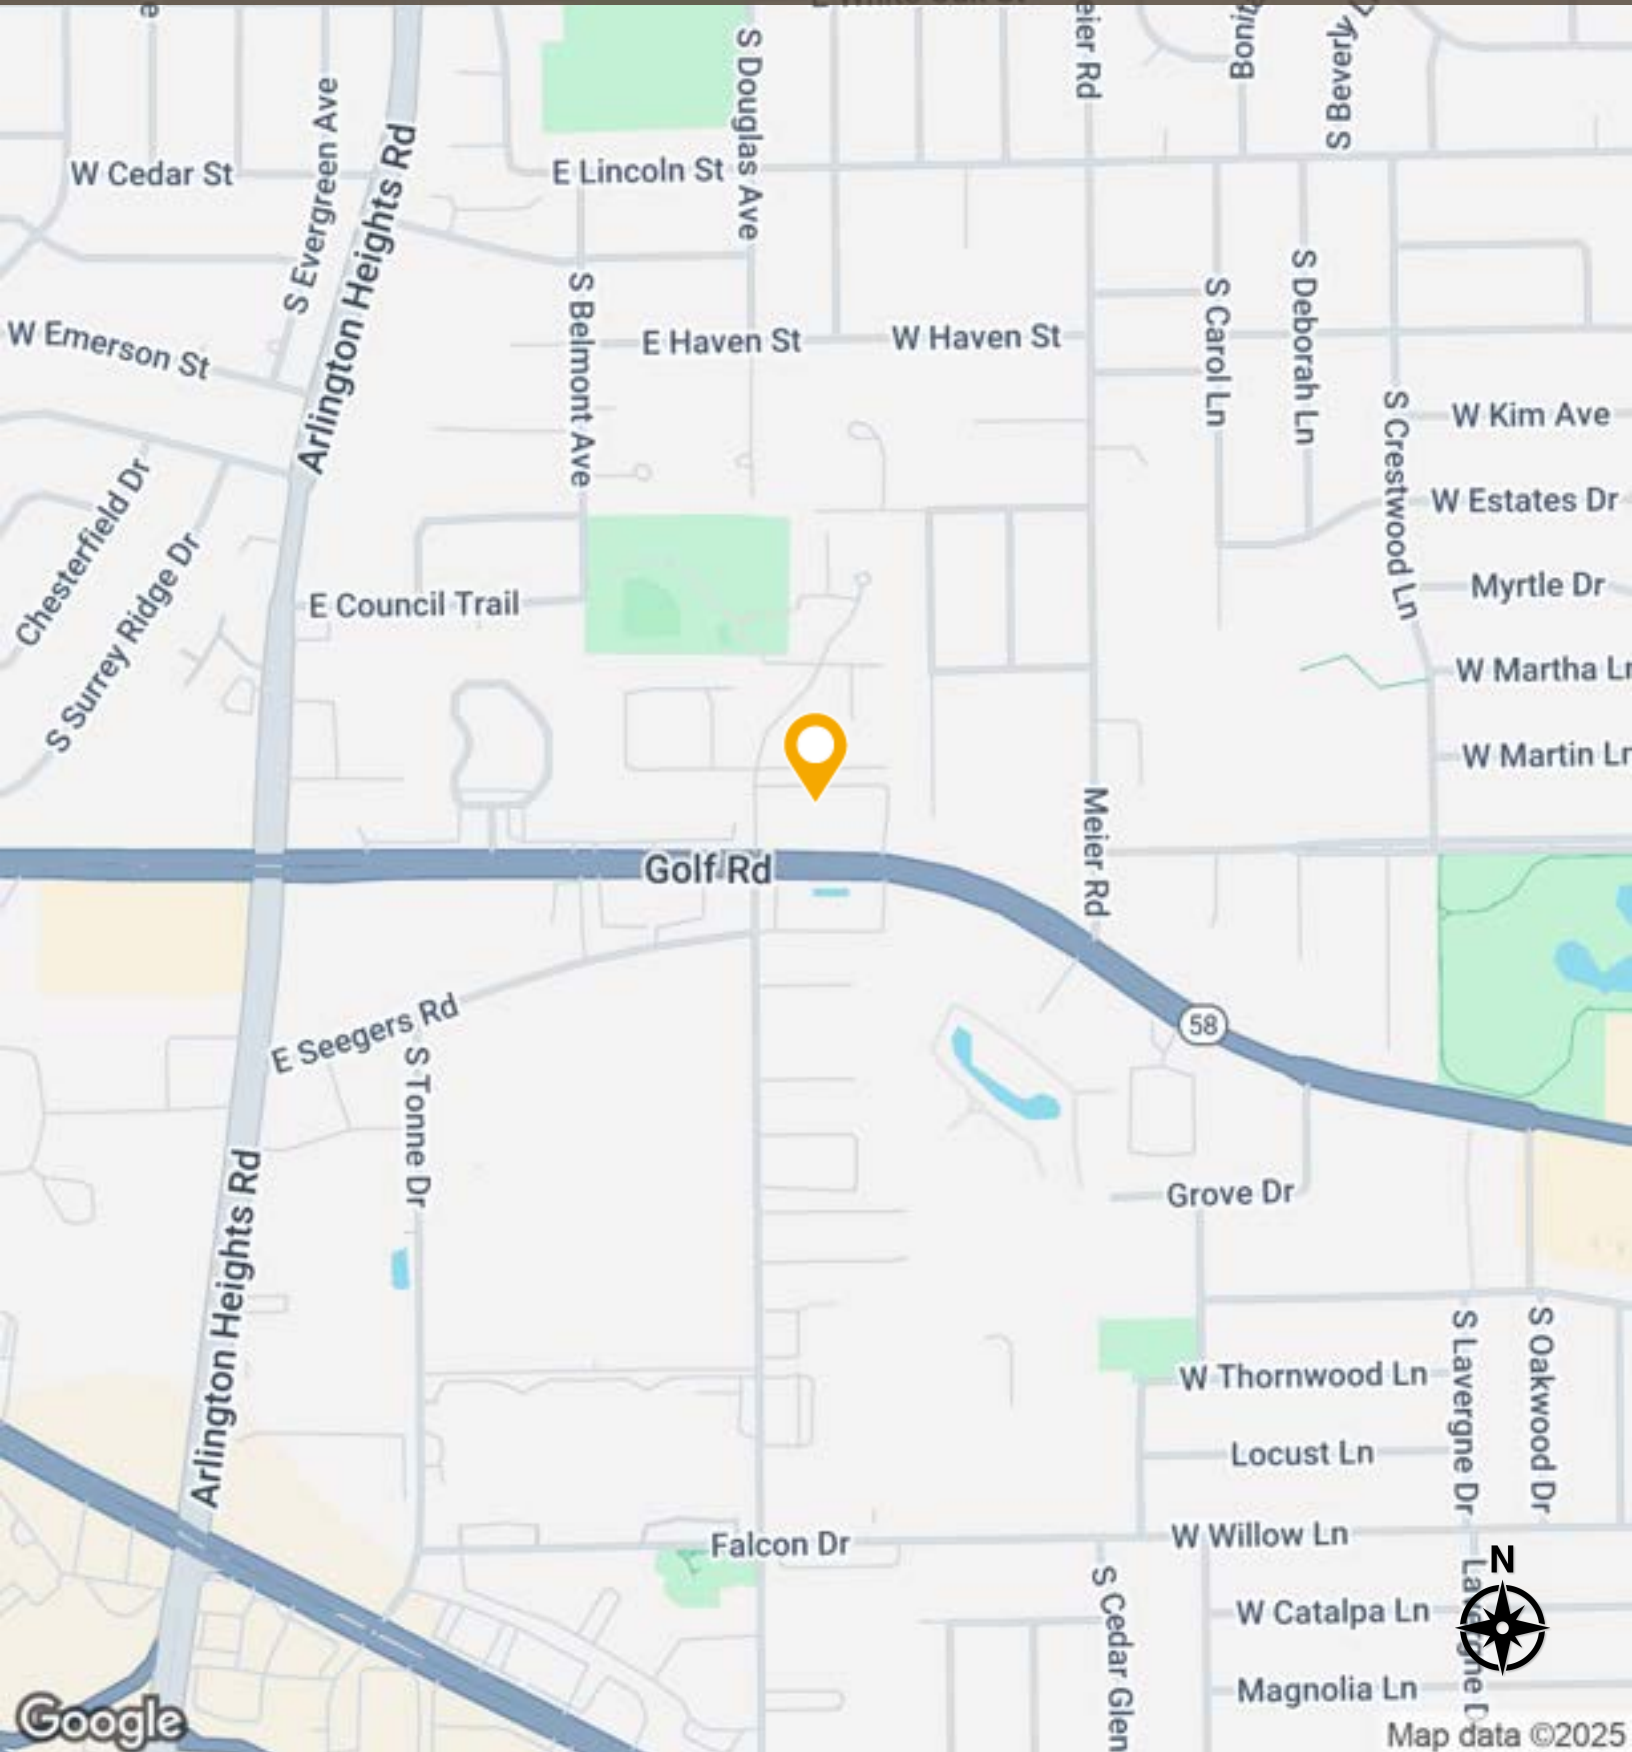 S Douglas Ave
S Evergreen Ave
Arlington Heights Rd
W Cedar St
E Lincoln St
S Belmont Ave
E Haven St
W Haven St
S Carol Ln
S Deborah Ln
W Emerson St
S Crestwood Ln
W Kim Ave
W Estates Dr
Chesterfield Dr
S Surrey Ridge Dr
E Council Trail
Myrtle Dr
W Martha Ln
W Martin Ln
Meier Rd
Golf Rd
58
E Seegers Rd
S Tonne Dr
Arlington Heights Rd
Grove Dr
S Lavergne Dr
S Oakwood Dr
W Thornwood Ln
Locust Ln
Falcon Dr
W Willow Ln
N
S Cedar Glen
W Catalpa Ln
Magnolia Ln
Google
Map data ©2025